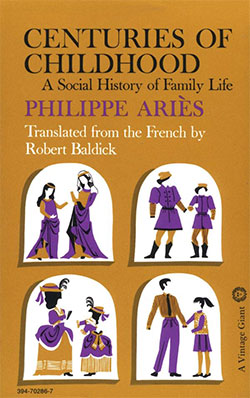 CENTURIES OF
CHILDHOOD
A Social History of Family Life
PHILIPPE ARIÈS
Translated from the French by
Robert Baldick
A Vintage Giant
394-70286-7